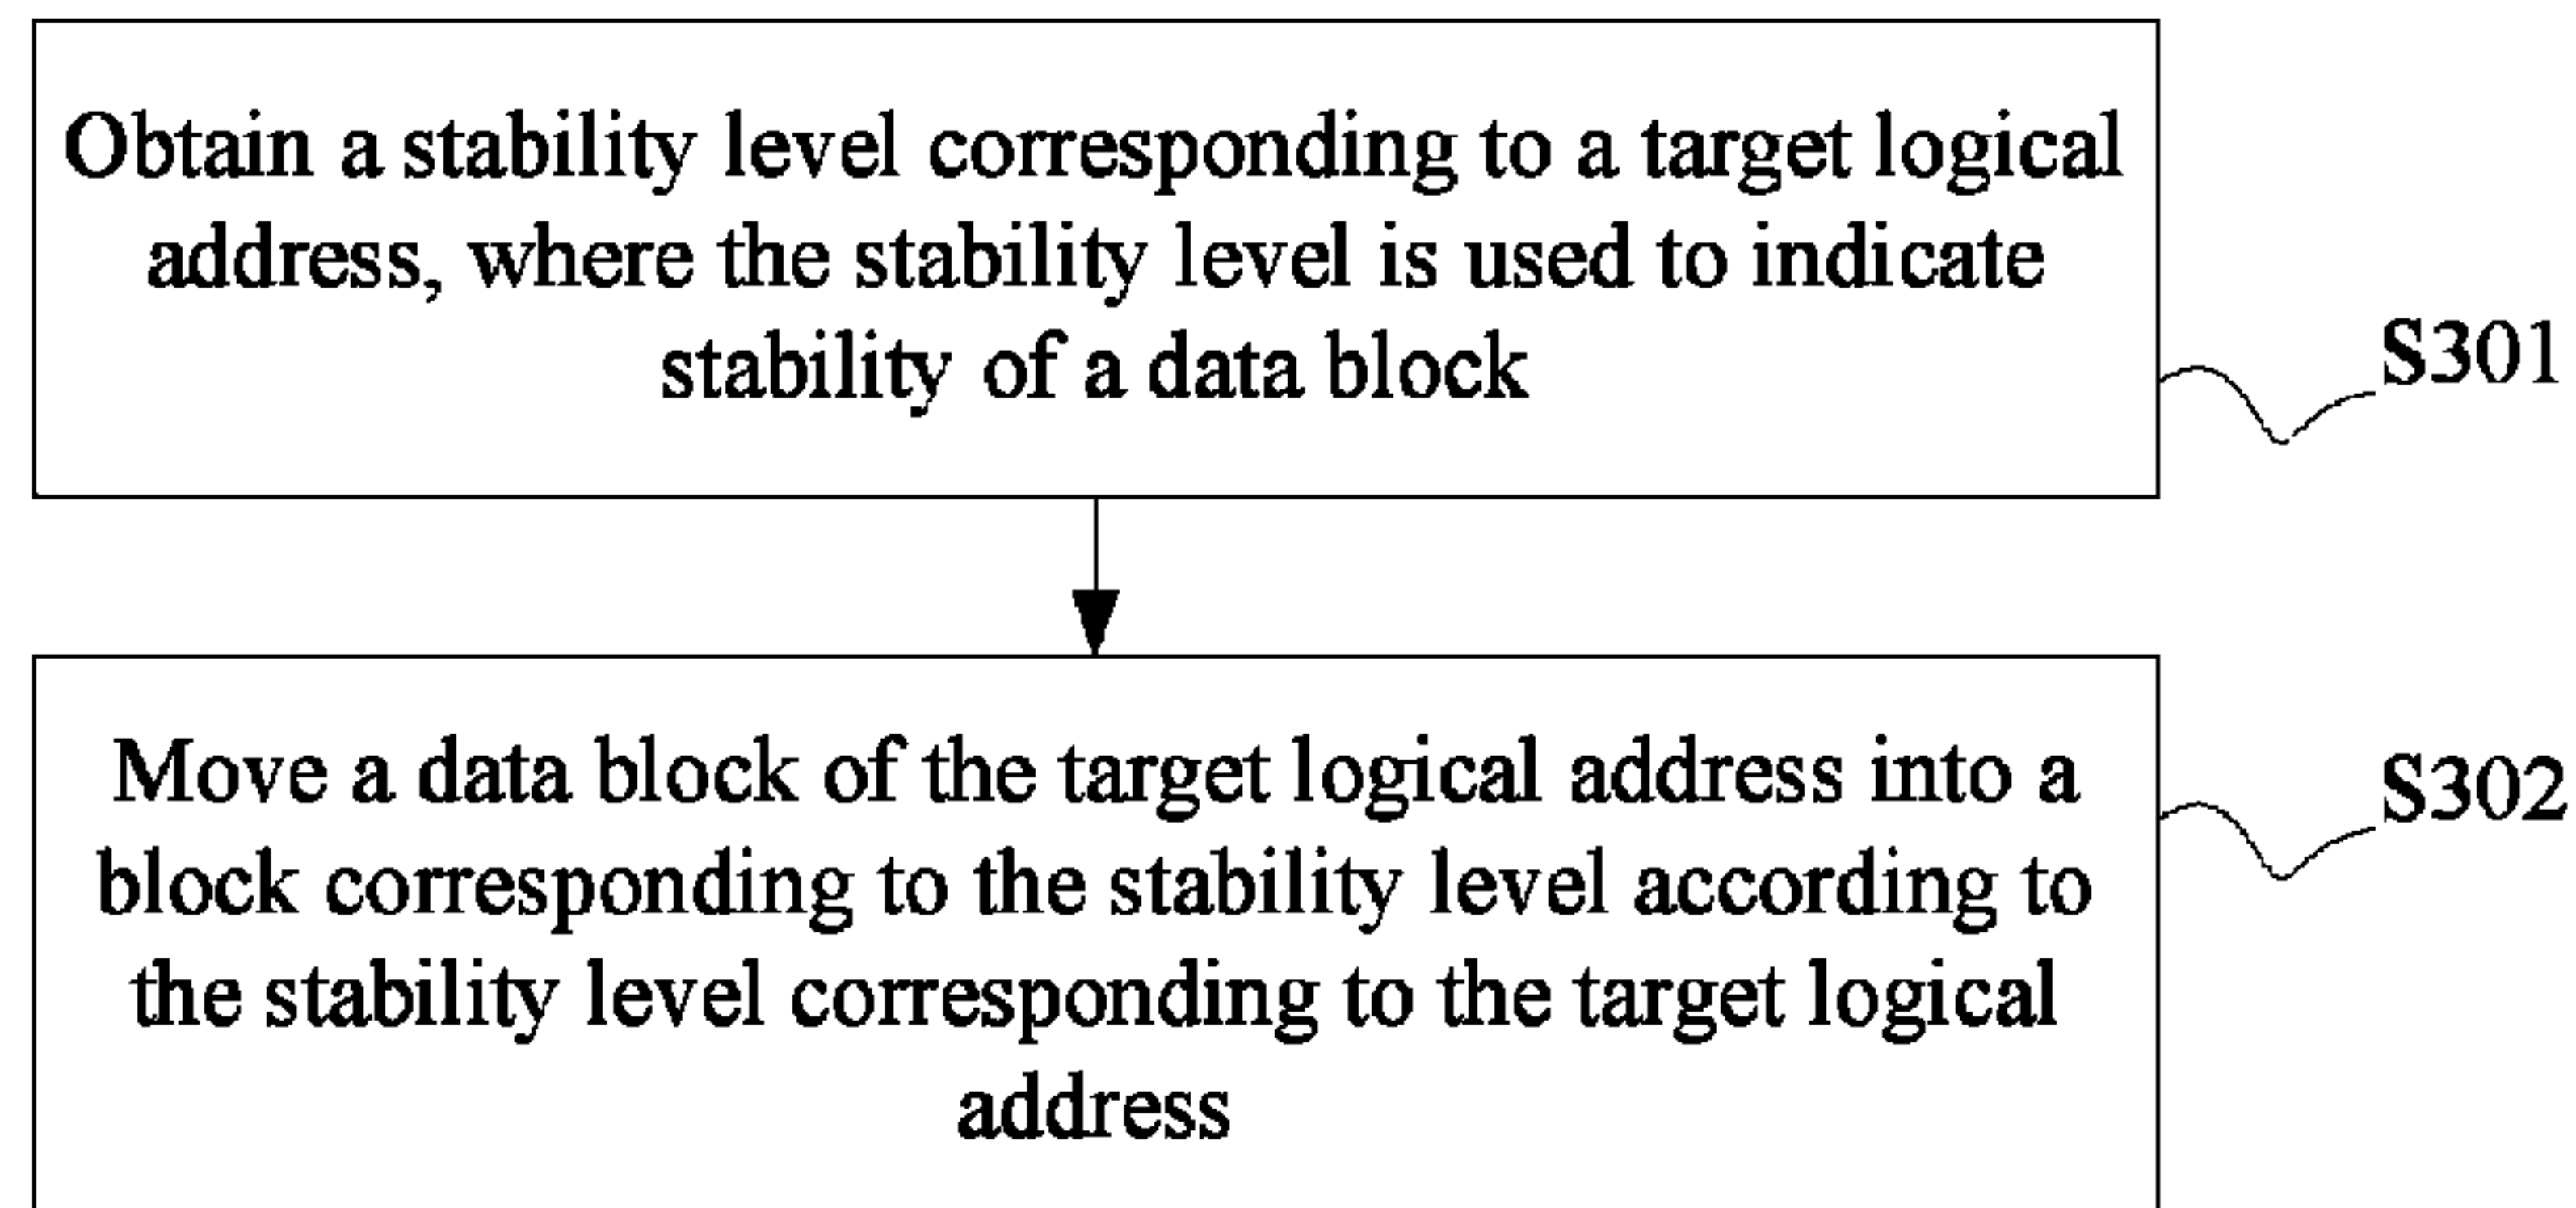 Obtain a stability level corresponding to a target logical
address, where the stability level is used to indicate
stability of a data block
S301
Move a data block of the target logical address into a
block corresponding to the stability level according to
the stability level corresponding to the target logical
address
S302